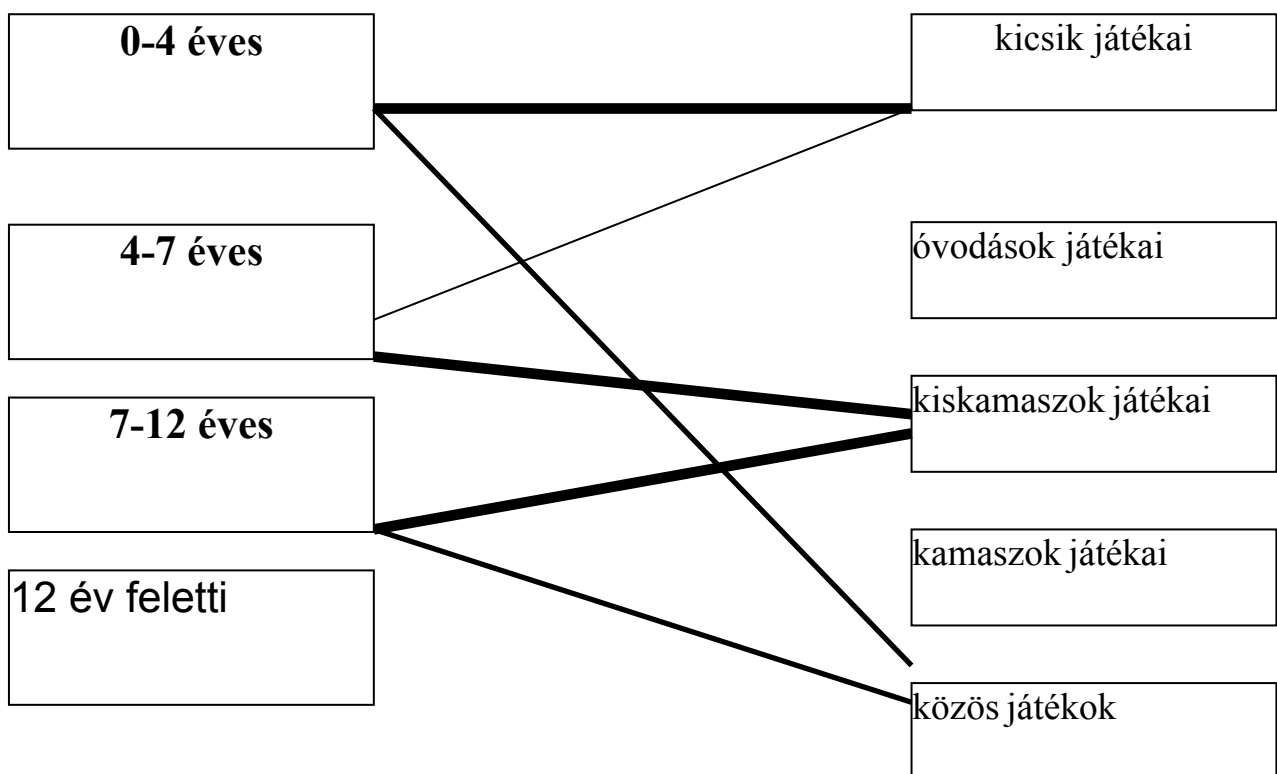 0-4 éves
4-7 éves
7-12 éves
12 év feletti
kicsik játékai
óvodások játékai
kiskamaszok játékai
kamaszok játékai
közös játékok